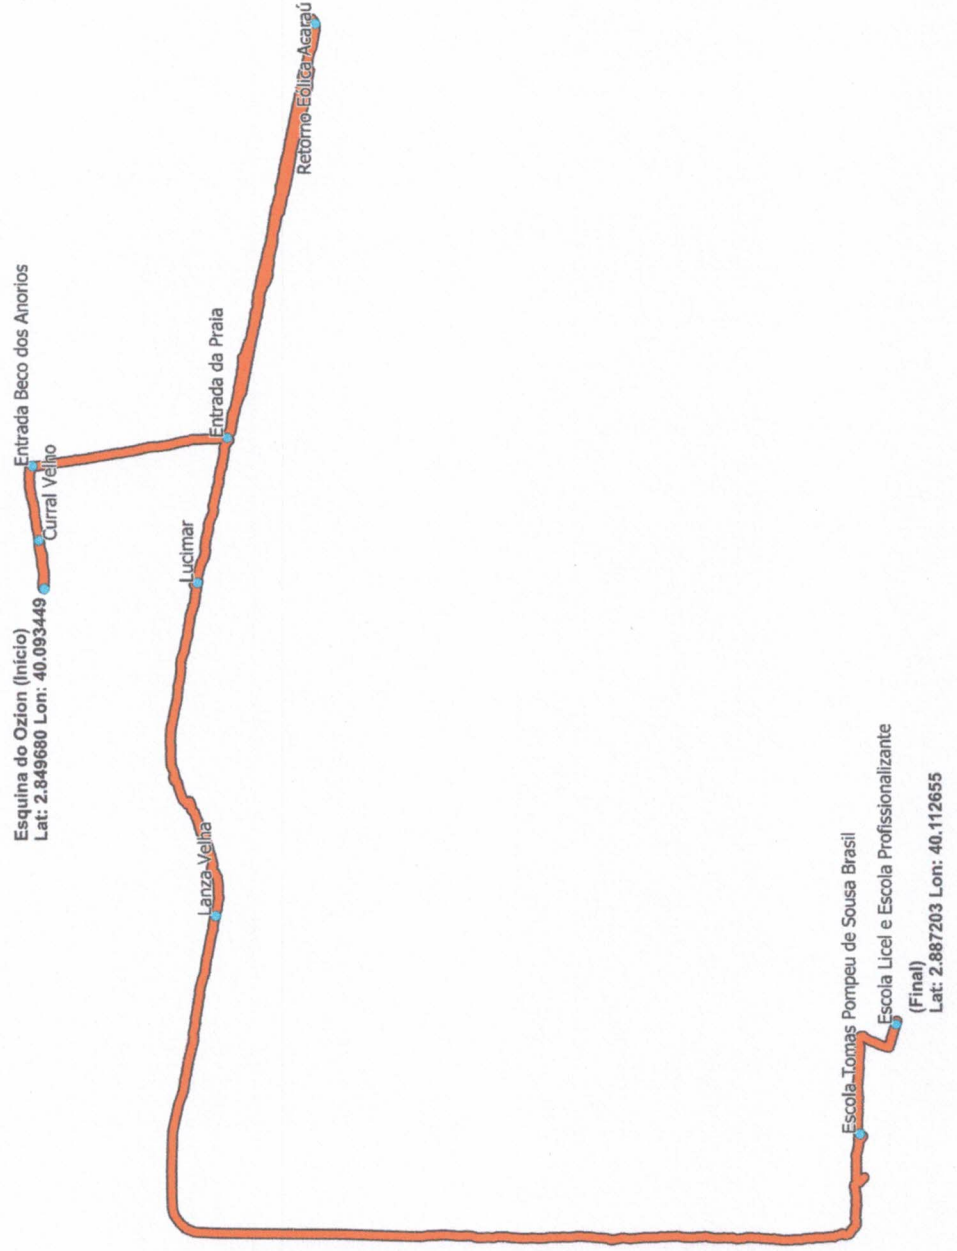 Esquina do Ozion (Início)
Lat: 2.849680 Lon: 40.093449
Curral Velho
Entrada Beco dos Anorios
Entrada da Praia
Retorno Eólica Acaraú
Lucimar
Lanza Velha
Escola Tomas Pompeu de Sousa Brasil
Escola Licel e Escola Profissionalizante
(Final)
Lat: 2.887203 Lon: 40.112655